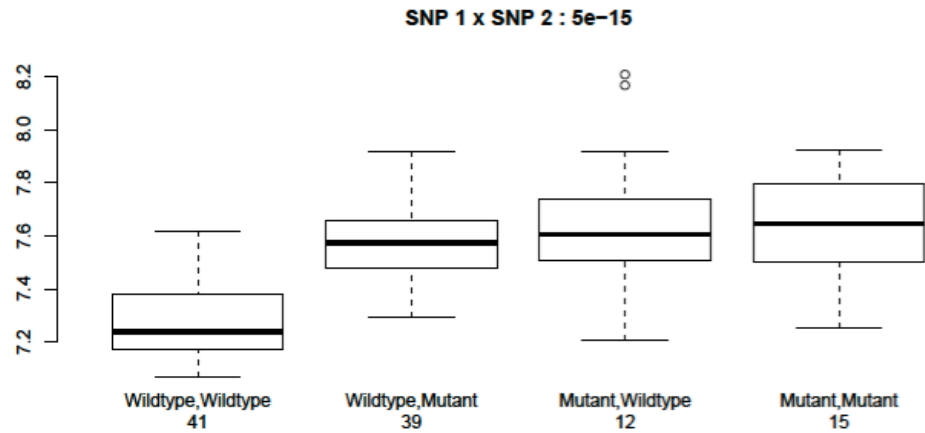 SNP 1 x SNP 2 : 5e−15
8.2
8.0
7.8
7.6
7.4
7.2
Wildtype,Wildtype
41
Wildtype,Mutant
39
Mutant,Wildtype
12
Mutant,Mutant
15